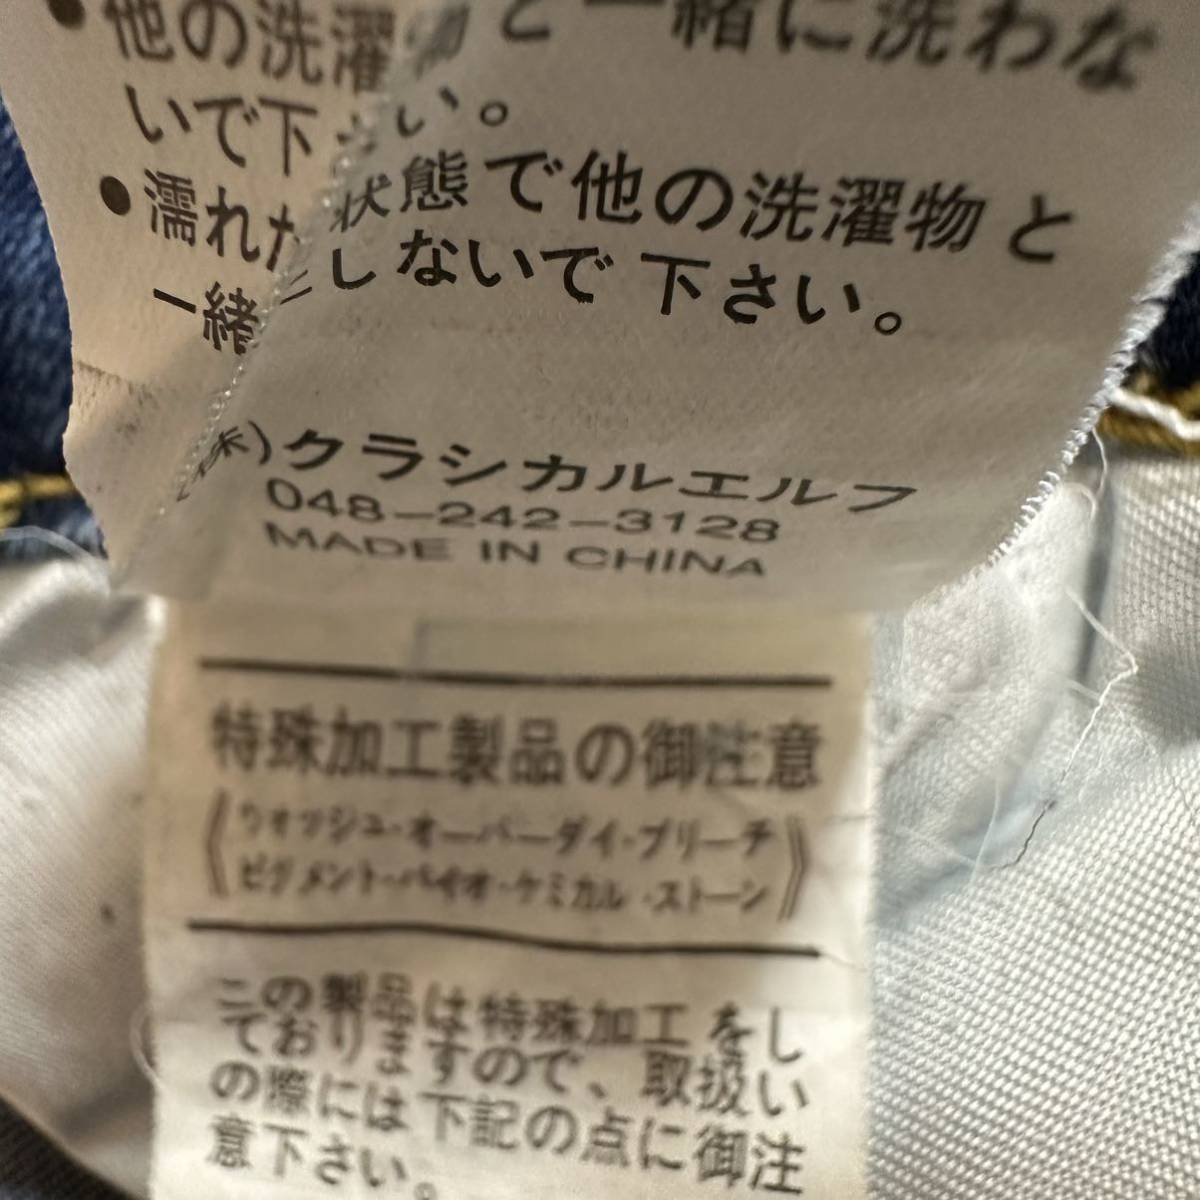 ●他の洗濯物と一緒に洗わな
いで下さい。
●濡れた状態で他の洗濯物と
一緒にしないで下さい。
(株)クラシカルエルフ
048-242-3128
MADE IN CHINA
特殊加工製品の御注意
《ウォッシュ・オーバーダイ・ブリーチ
ピグメント・バイオ・ケミカル・ストーン》
この製品は特殊加工をし
ておりますので、取扱い
の際には下記の点に御注
意下さい。